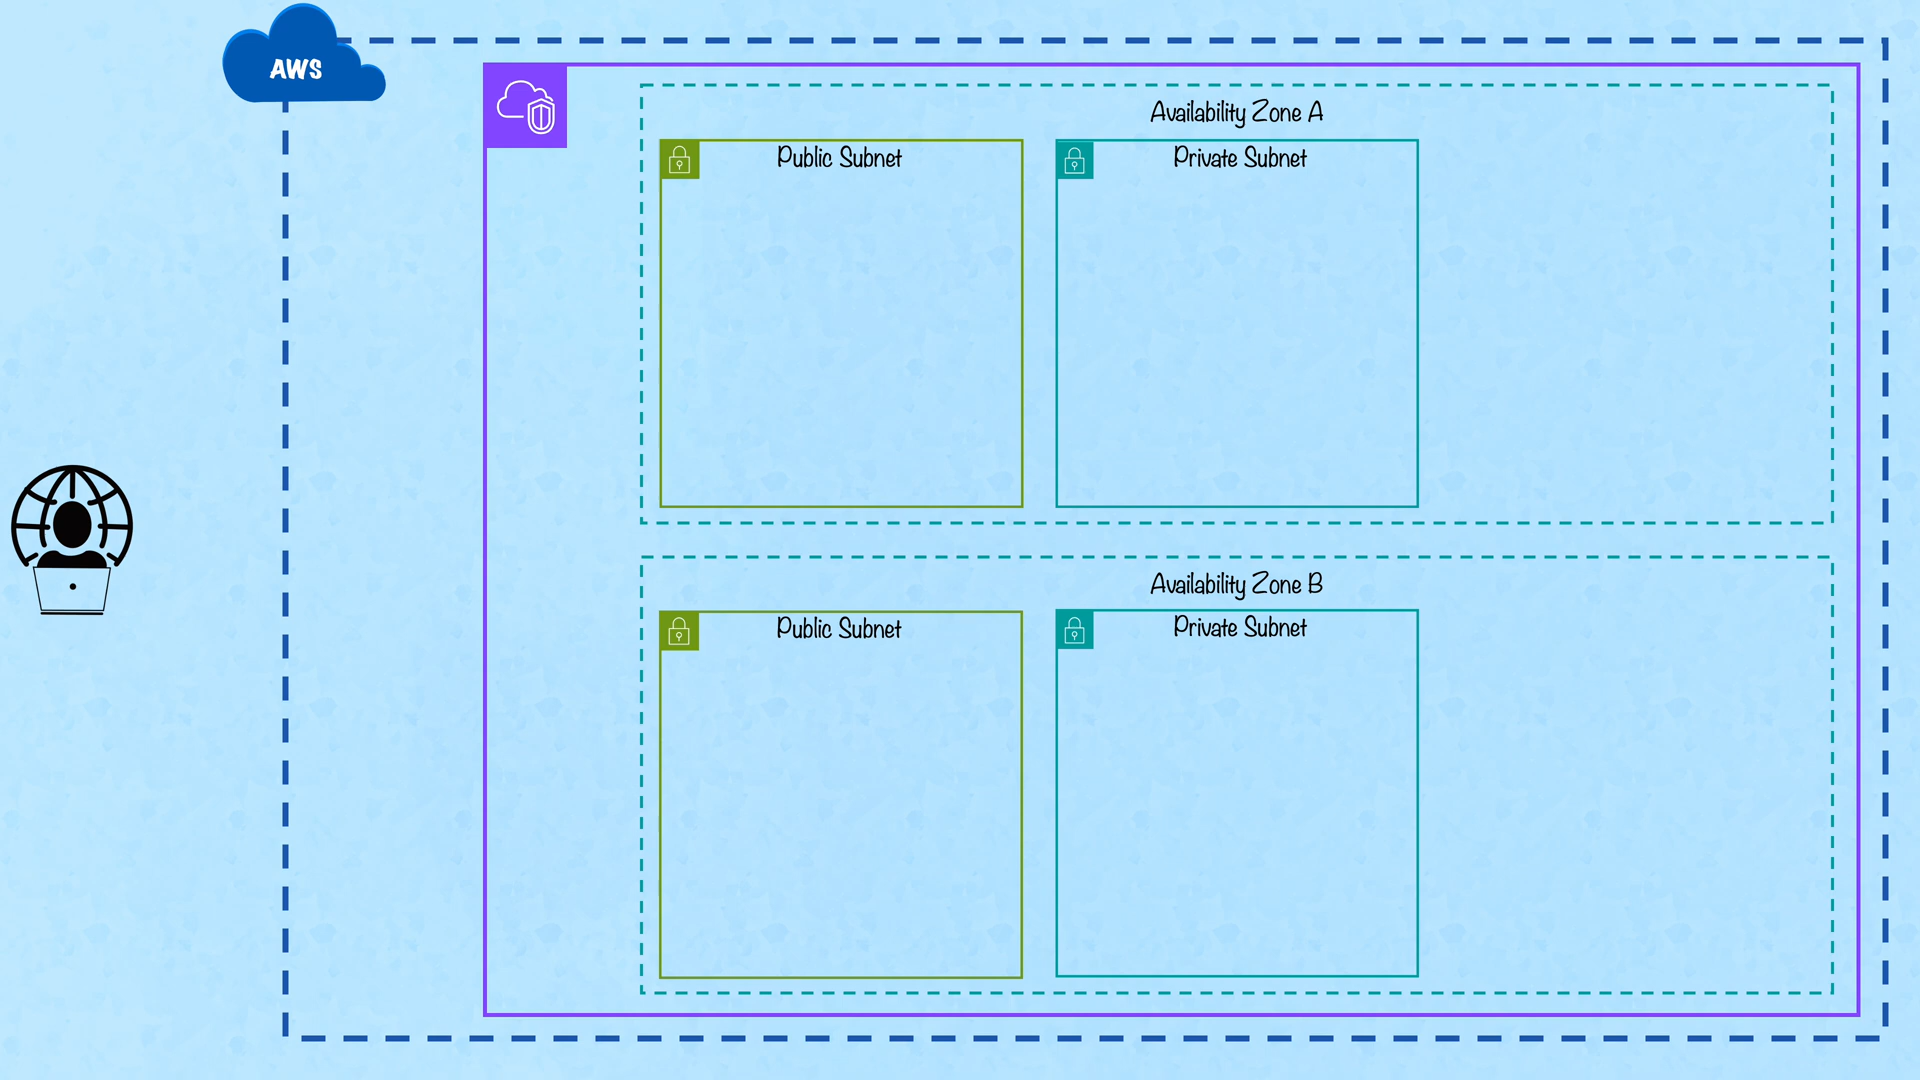 AWS
Availability Zone A
Public Subnet
Private Subnet
Availability Zone B
Public Subnet
Private Subnet